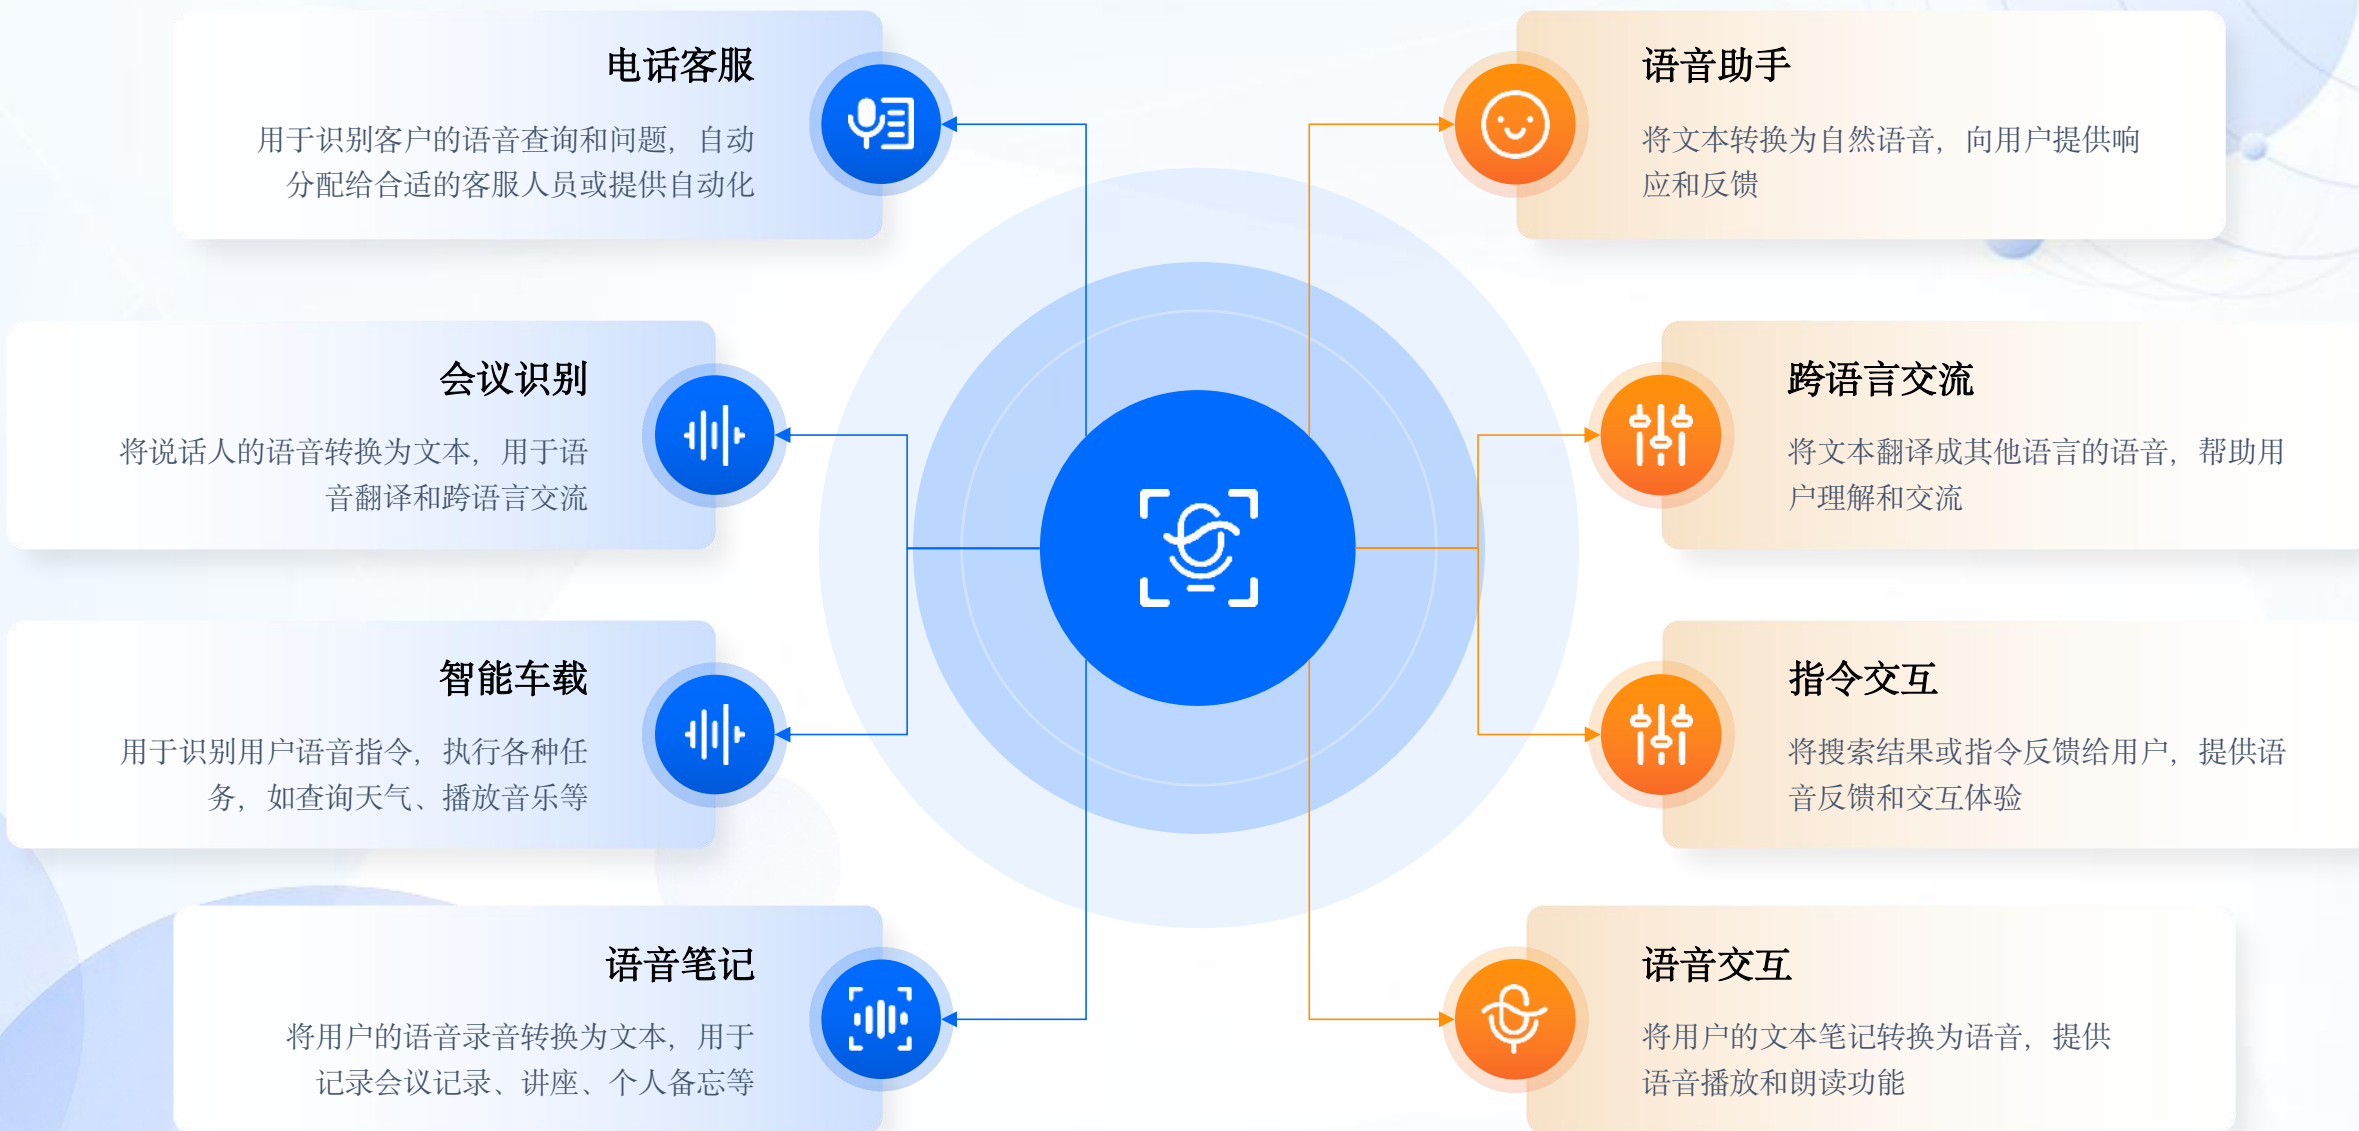 电话客服
用于识别客户的语音查询和问题，自动
分配给合适的客服人员或提供自动化
会议识别
将说话人的语音转换为文本，用于语
音翻译和跨语言交流
智能车载
用于识别用户语音指令，执行各种任
务，如查询天气、播放音乐等
语音笔记
将用户的语音录音转换为文本，用于
记录会议记录、讲座、个人备忘等
语音助手
将文本转换为自然语音，向用户提供响
应和反馈
跨语言交流
将文本翻译成其他语言的语音，帮助用
户理解和交流
指令交互
将搜索结果或指令反馈给用户，提供语
音反馈和交互体验
语音交互
将用户的文本笔记转换为语音，提供
语音播放和朗读功能